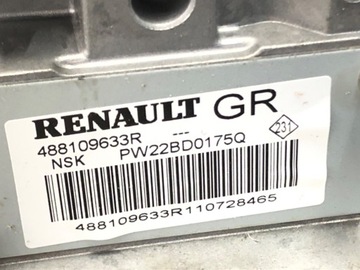 RENAULT GR
488109633R --- 231
NSK PW22BD0175Q
488109633R110728465